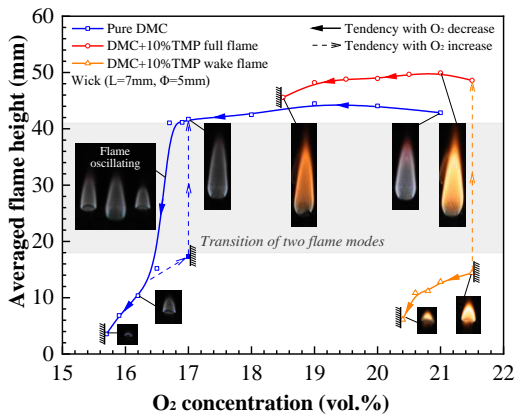 Pure DMC
DMC+10%TMP full flame
DMC+10%TMP wake flame
Wick (L=7mm, Φ=5mm)
Tendency with O₂ decrease
Tendency with O₂ increase
Flame
oscillating
Transition of two flame modes
Averaged flame height (mm)
60
50
40
30
20
10
0
15 16 17 18 19 20 21 22
O₂ concentration (vol.%)